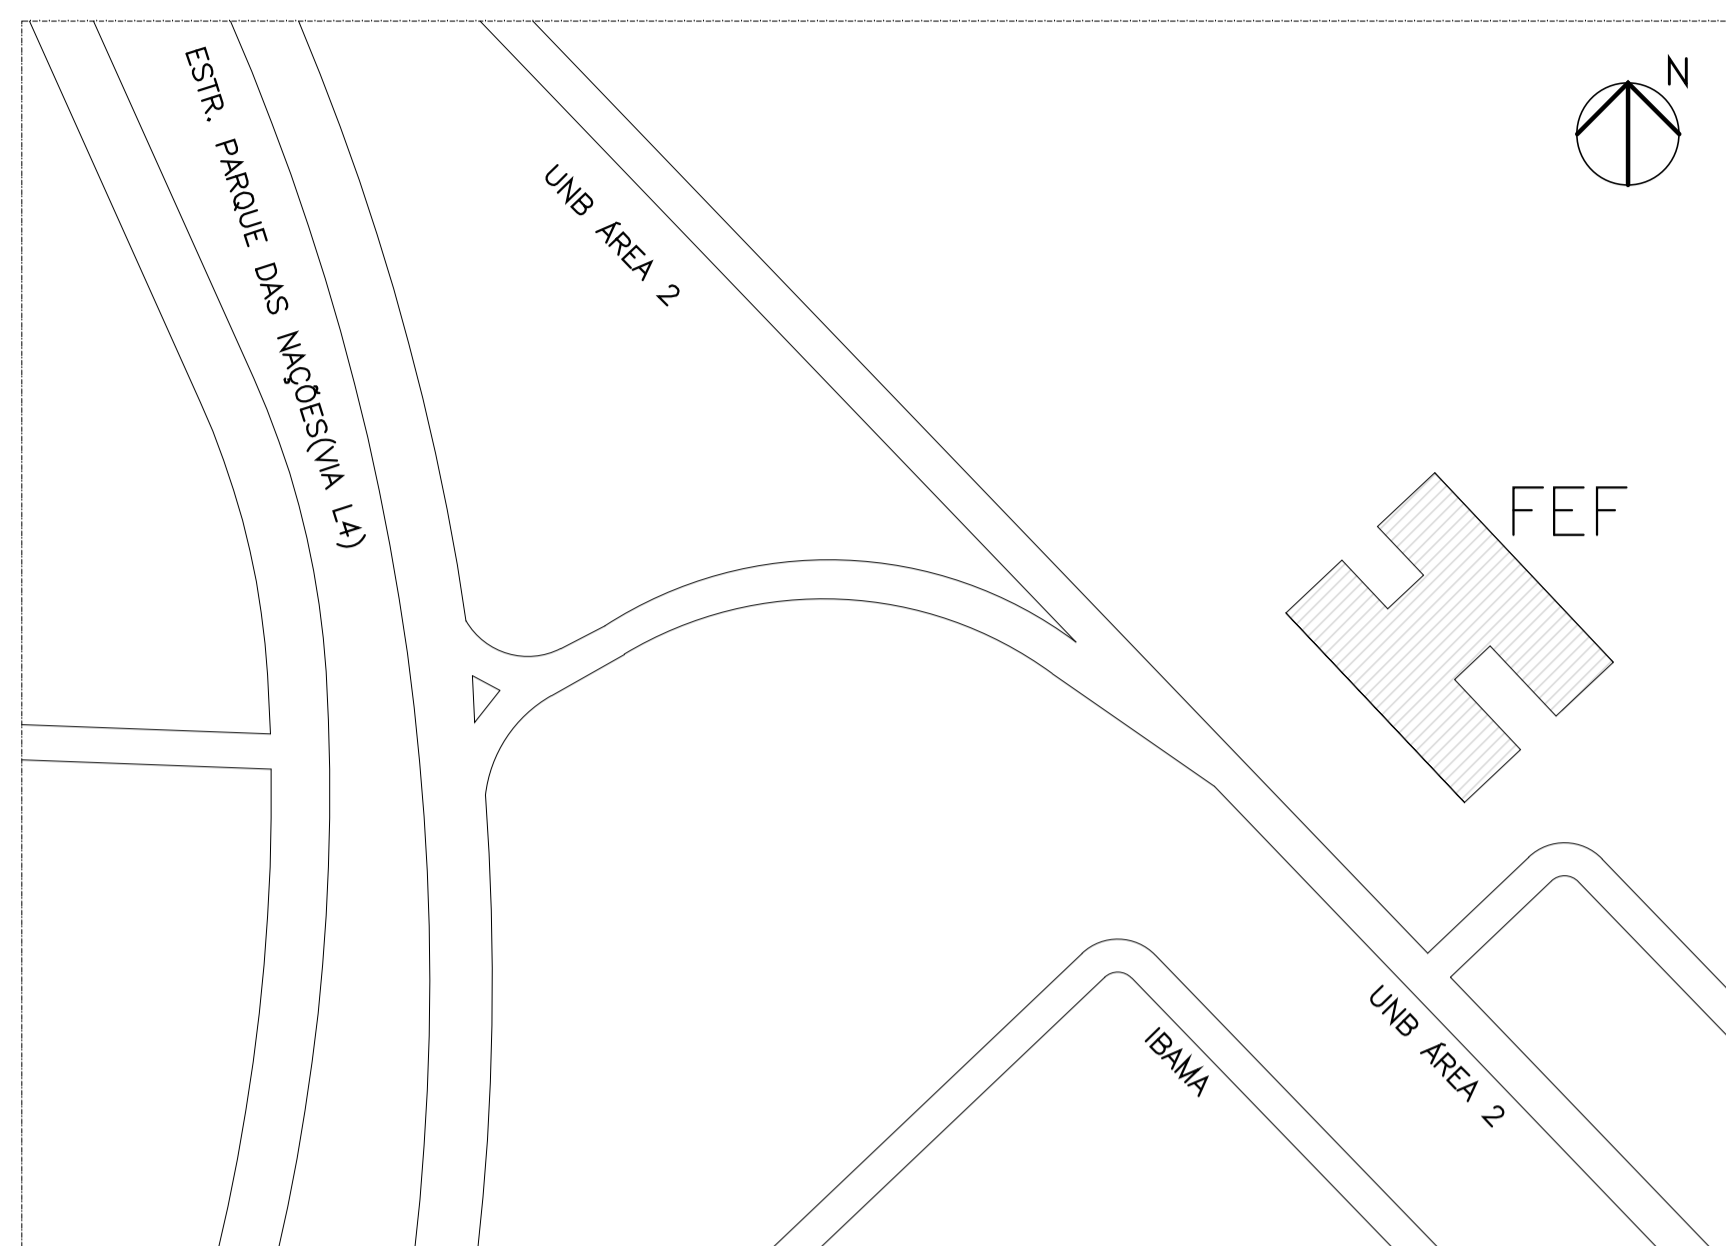 N
ESTR. PARQUE DAS NAÇÕES(VIA L4)
UNB ÁREA 2
FEF
UNB ÁREA 2
IBAMA